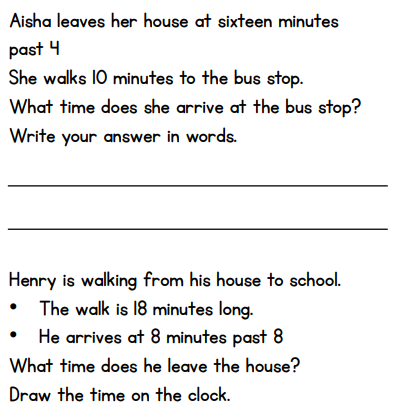 Aisha leaves her house at sixteen minutes
past 4
She walks 10 minutes to the bus stop.
What time does she arrive at the bus stop?
Write your answer in words.
Henry is walking from his house to school.
• The walk is 18 minutes long.
• He arrives at 8 minutes past 8
What time does he leave the house?
Draw the time on the clock.